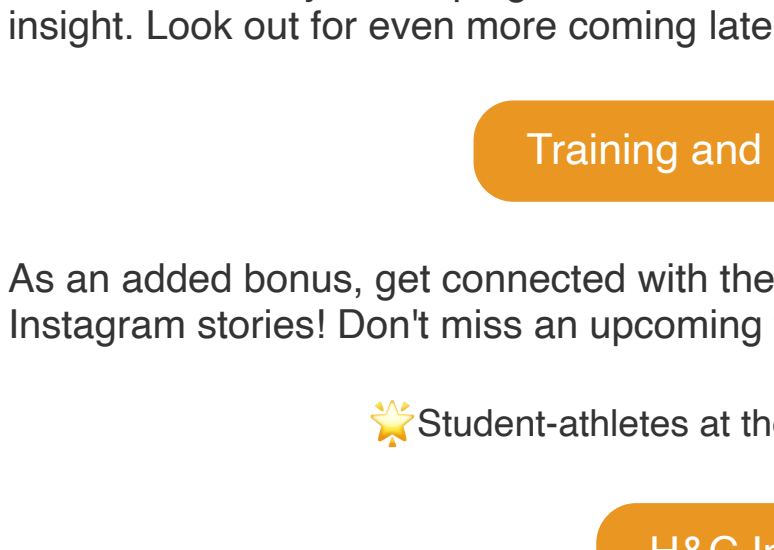 insight. Look out for even more coming late
Training and
As an added bonus, get connected with the
Instagram stories! Don't miss an upcoming
🌟Student-athletes at the
H&C